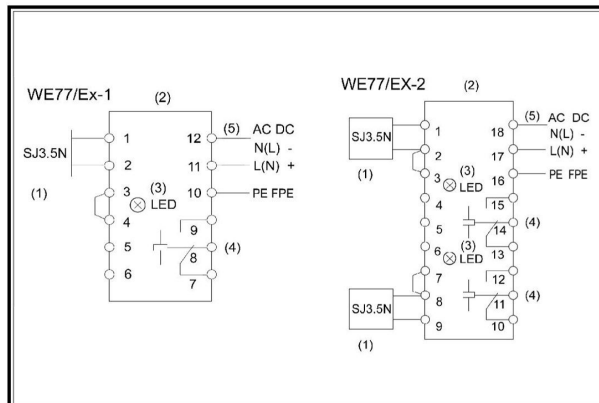 WE77/Ex-1
(2)
SJ3.5N
(1)
1
2
3
4
5
6
(3)
LED
12
11
10
9
8
7
(5) AC DC
N(L) -
L(N) +
PE FPE
(4)
WE77/EX-2
(2)
SJ3.5N
(1)
1
2
3
4
5
6
7
8
9
(3)
LED
(3)
LED
SJ3.5N
(1)
18
17
16
15
14
13
12
11
10
(5) AC DC
N(L) -
L(N) +
PE FPE
(4)
(4)